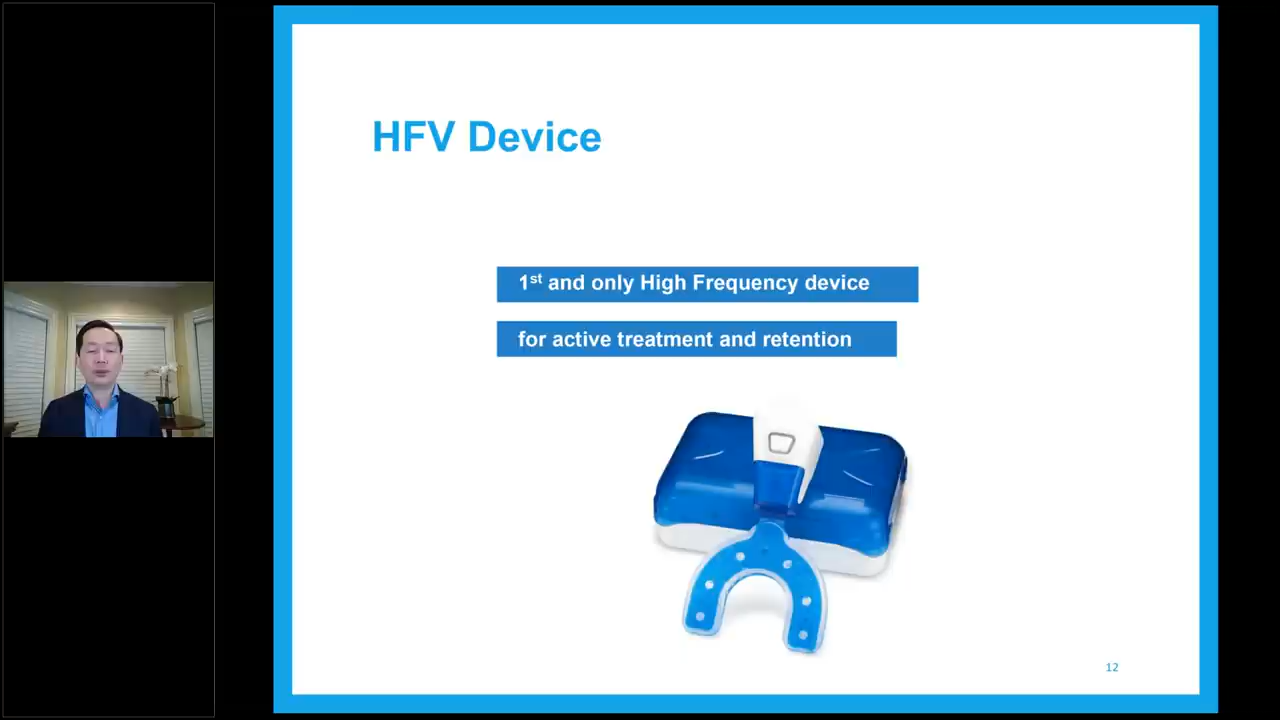 HFV Device
1st and only High Frequency device
for active treatment and retention
12